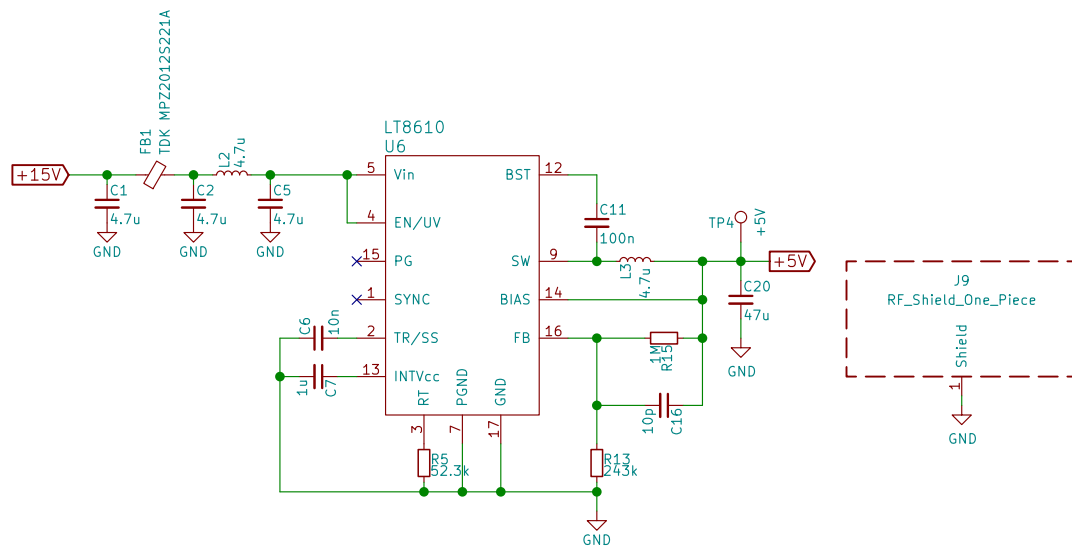 FB1
TDK MPZ2012S221A
+15V
C1
4.7u
GND
C2
4.7u
GND
L2
4.7u
C5
4.7u
GND
LT8610
U6
5
Vin
4
EN/UV
15
PG
1
SYNC
2
TR/SS
13
INTVcc
BST
12
SW
9
BIAS
14
FB
16
RT
3
PGND
7
GND
17
C6
10n
1u
C7
R5
52.3k
C11
100n
L3
4.7u
TP4
+5V
+5V
C20
47u
GND
1M
R15
10p
C16
R13
243k
GND
J9
RF_Shield_One_Piece
Shield
1
GND